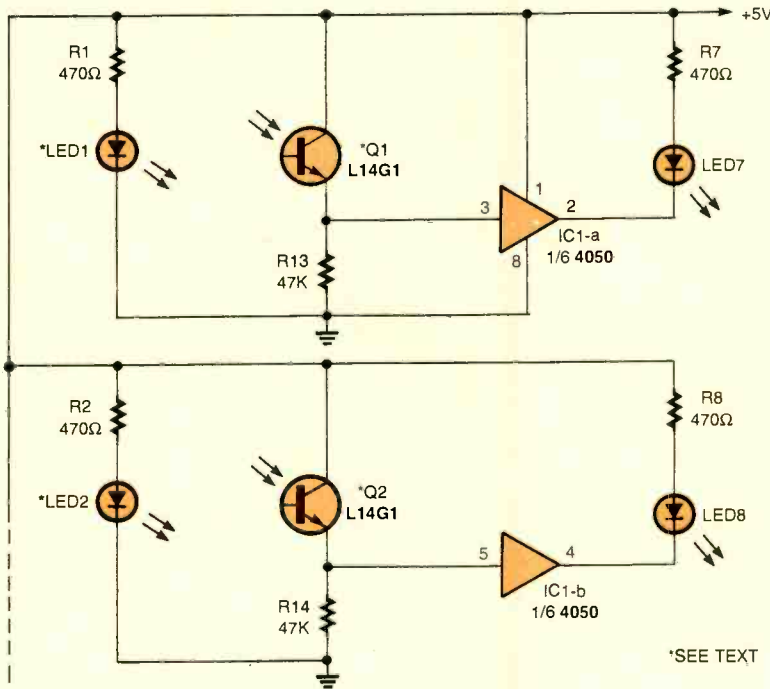 +5V
R1
470Ω
R7
470Ω
*LED1
*Q1
L14G1
LED7
3
1
2
8
IC1-a
1/6 4050
R13
47K
R2
470Ω
R8
470Ω
*LED2
*Q2
L14G1
LED8
5
4
IC1-b
1/6 4050
R14
47K
*SEE TEXT